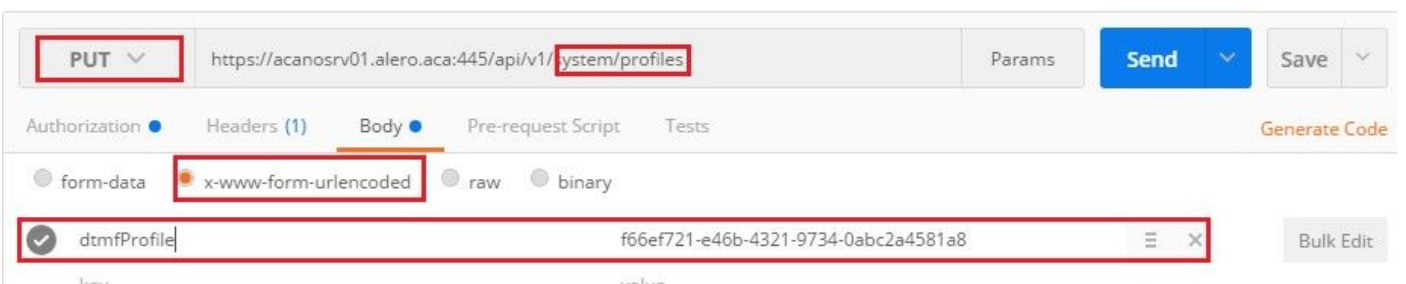 PUT https://acanosrv01.alero.aca:445/api/v1/system/profiles Params Send Save
Authorization Headers (1) Body Pre-request Script Tests Generate Code
form-data x-www-form-urlencoded raw binary
dtmfProfile f66ef721-e46b-4321-9734-0abc2a4581a8 Bulk Edit